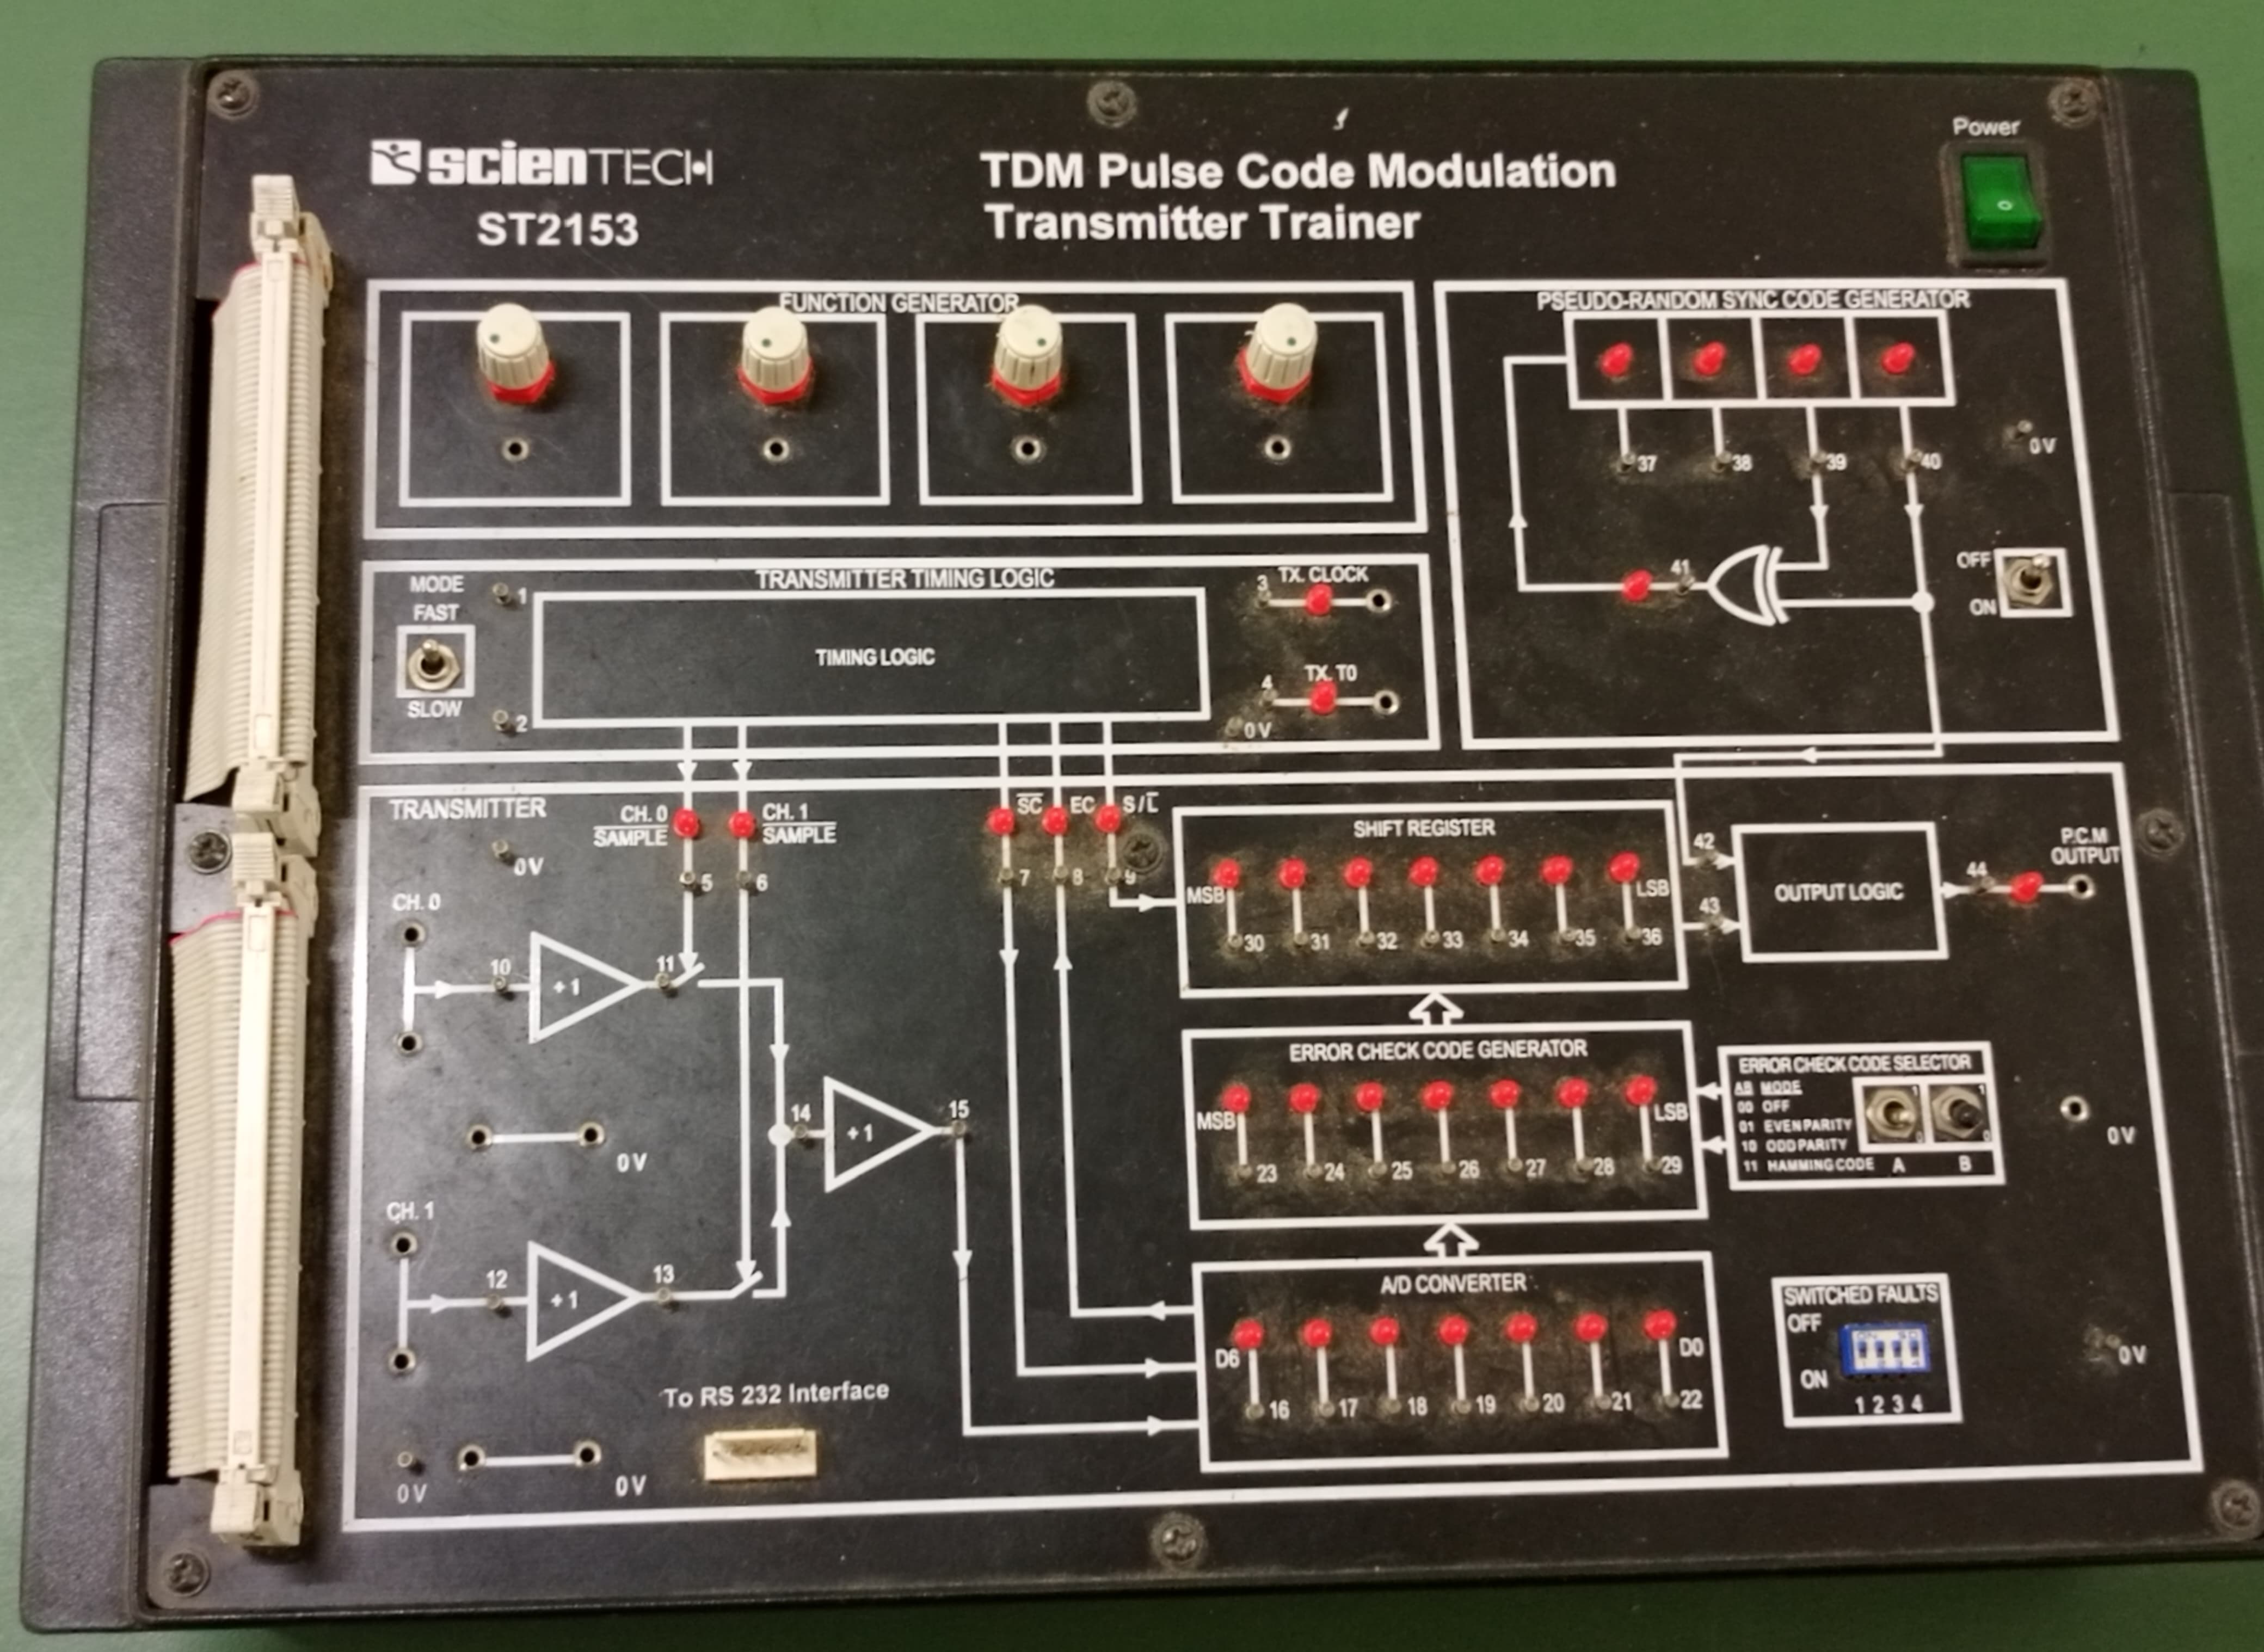 scienTECH
ST2153
TDM Pulse Code Modulation
Transmitter Trainer
Power
FUNCTION GENERATOR
PSEUDO-RANDOM SYNC CODE GENERATOR
37
38
39
40
0V
41
OFF
ON
MODE
FAST
SLOW
1
2
TRANSMITTER TIMING LOGIC
TIMING LOGIC
3
TX. CLOCK
4
TX. T0
0V
TRANSMITTER
0V
CH. 0
SAMPLE
CH. 1
SAMPLE
5
6
SC
EC
S/L
7
8
9
CH. 0
10
+1
11
0V
14
+1
15
CH. 1
12
+1
13
0V
0V
To RS 232 Interface
SHIFT REGISTER
MSB
LSB
30
31
32
33
34
35
36
42
43
OUTPUT LOGIC
44
P.C.M
OUTPUT
ERROR CHECK CODE GENERATOR
MSB
LSB
23
24
25
26
27
28
29
ERROR CHECK CODE SELECTOR
AB MODE
00 OFF
01 EVEN PARITY
10 ODD PARITY
11 HAMMING CODE
A
B
0V
A/D CONVERTER
D6
D0
16
17
18
19
20
21
22
SWITCHED FAULTS
OFF
ON
1 2 3 4
0V